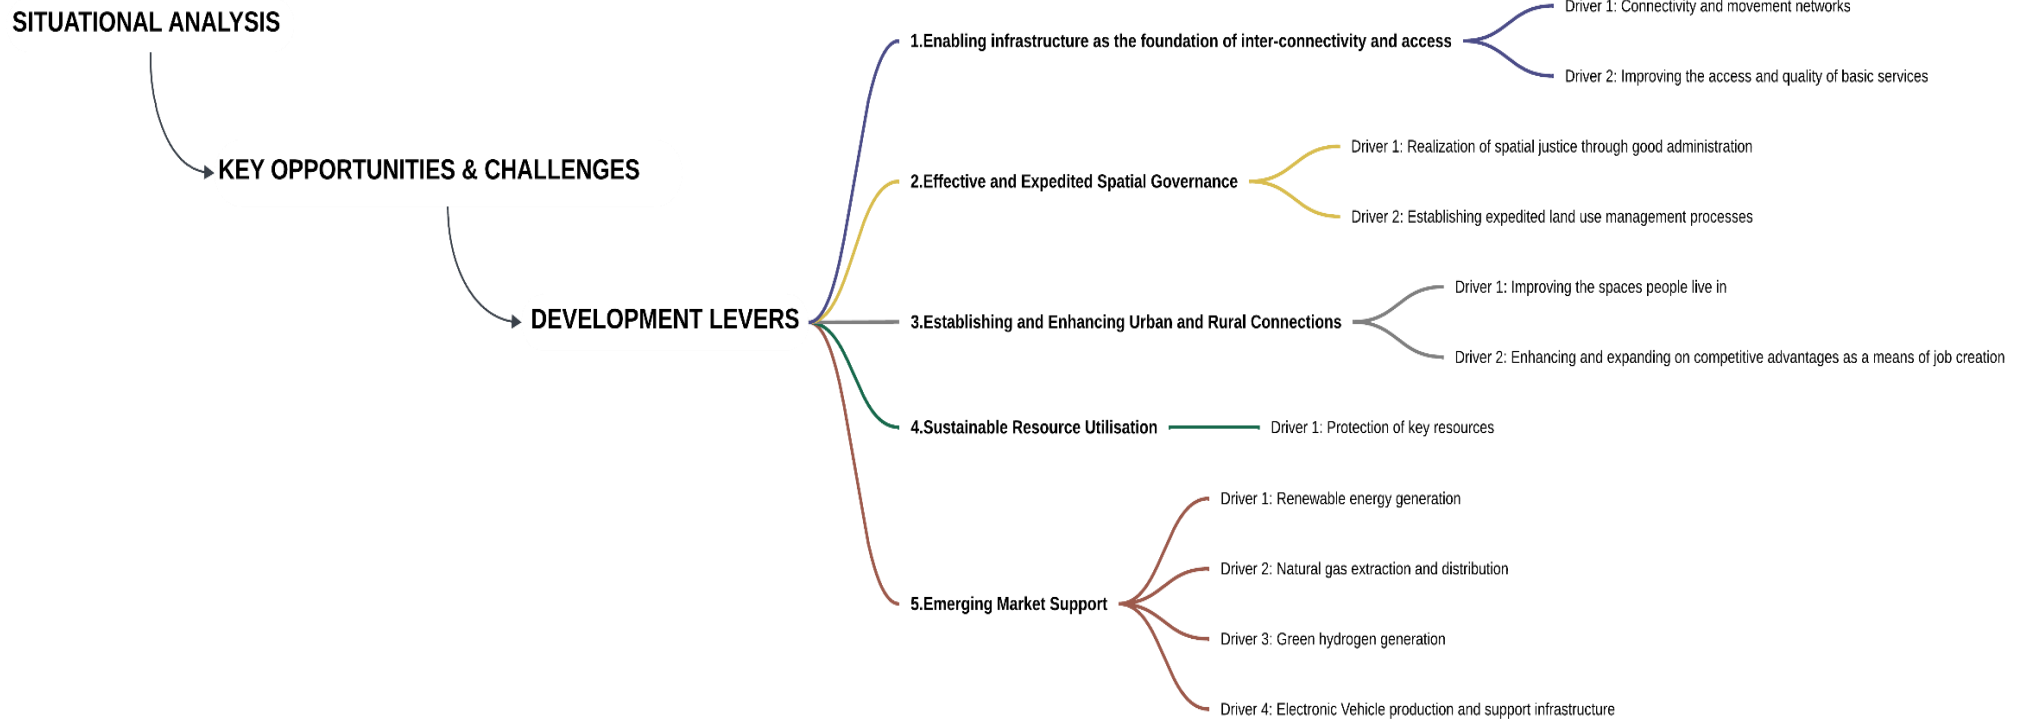 SITUATIONAL ANALYSIS
KEY OPPORTUNITIES & CHALLENGES
DEVELOPMENT LEVERS
1.Enabling infrastructure as the foundation of inter-connectivity and access
Driver 1: Connectivity and movement networks
Driver 2: Improving the access and quality of basic services
2.Effective and Expedited Spatial Governance
Driver 1: Realization of spatial justice through good administration
Driver 2: Establishing expedited land use management processes
3.Establishing and Enhancing Urban and Rural Connections
Driver 1: Improving the spaces people live in
Driver 2: Enhancing and expanding on competitive advantages as a means of job creation
4.Sustainable Resource Utilisation
Driver 1: Protection of key resources
5.Emerging Market Support
Driver 1: Renewable energy generation
Driver 2: Natural gas extraction and distribution
Driver 3: Green hydrogen generation
Driver 4: Electronic Vehicle production and support infrastructure